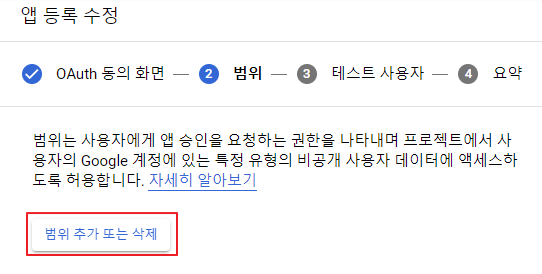 앱 등록 수정
OAuth 동의 화면 — 2 범위 — 3 테스트 사용자 — 4 요약
범위는 사용자에게 앱 승인을 요청하는 권한을 나타내며 프로젝트에서 사
용자의 Google 계정에 있는 특정 유형의 비공개 사용자 데이터에 액세스하
도록 허용합니다. 자세히 알아보기
범위 추가 또는 삭제